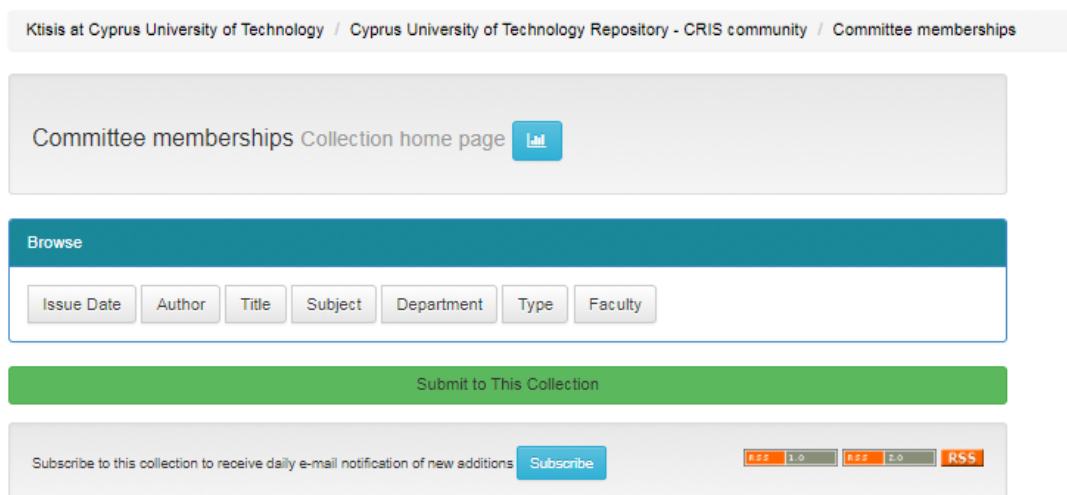 Ktisis at Cyprus University of Technology / Cyprus University of Technology Repository - CRIS community / Committee memberships
Committee memberships Collection home page
Browse
Issue Date Author Title Subject Department Type Faculty
Submit to This Collection
Subscribe to this collection to receive daily e-mail notification of new additions Subscribe RSS 1.0 RSS 2.0 RSS